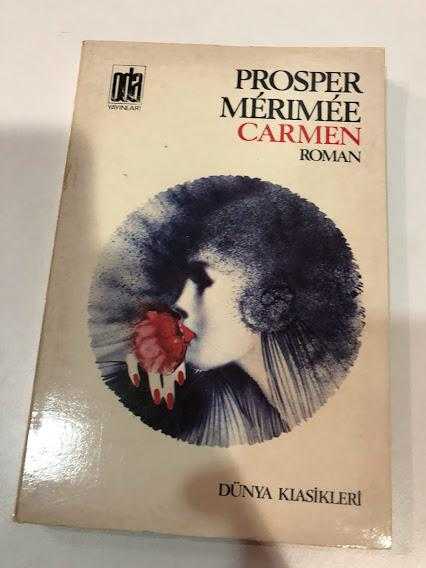 oda
YAYINLARI
PROSPER
MÉRIMÉE
CARMEN
ROMAN
DÜNYA KLASİKLERİ